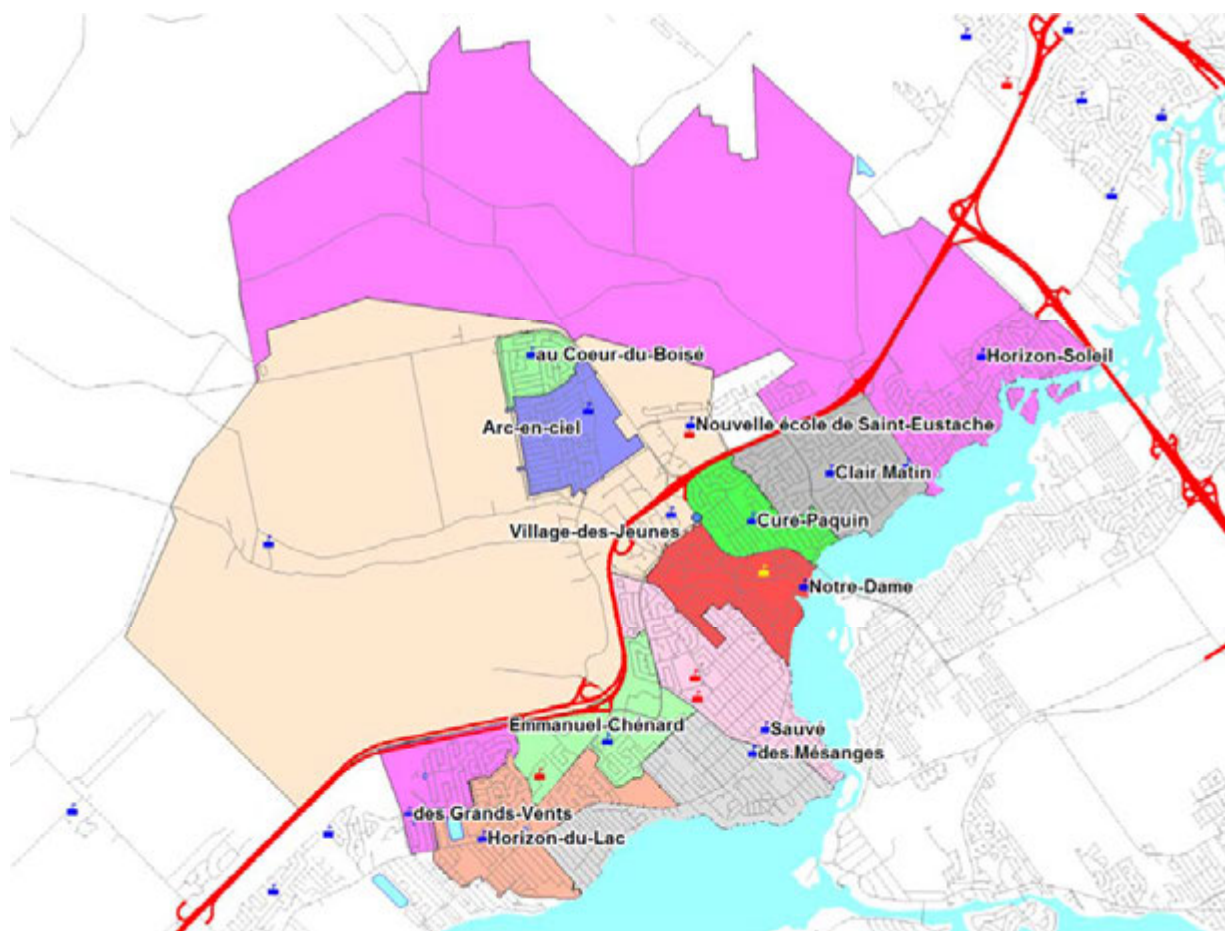 au Coeur-du-Boisé
Horizon-Soleil
Arc-en-ciel
Nouvelle école de Saint-Eustache
Clair Matin
Cure-Paquin
Village-des-Jeunes
Notre-Dame
Emmanuel-Chénard
Sauvé
des Mésanges
des Grands-Vents
Horizon-du-Lac